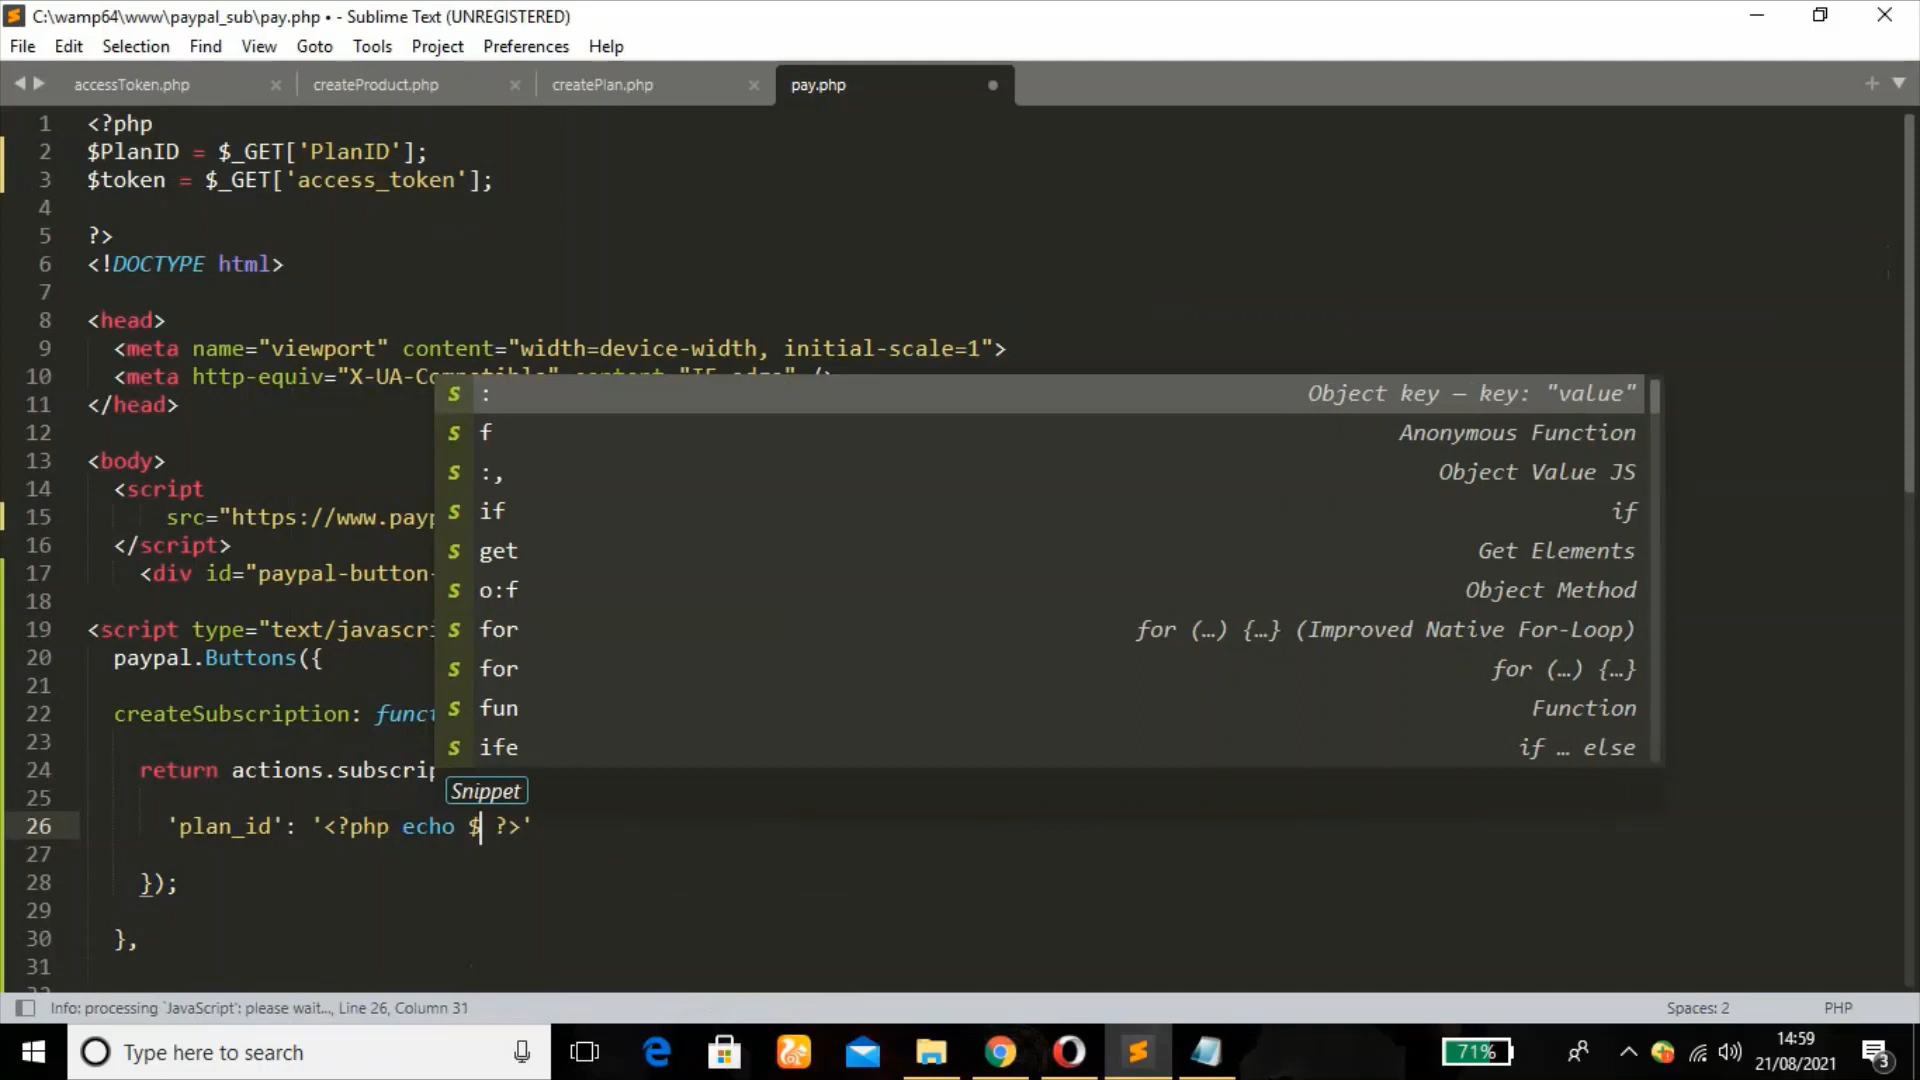 C:\wamp64\www\paypal_sub\pay.php • - Sublime Text (UNREGISTERED)
File Edit Selection Find View Goto Tools Project Preferences Help
accessToken.php createProduct.php createPlan.php pay.php
1 <?php
2 $PlanID = $_GET['PlanID'];
3 $token = $_GET['access_token'];
4
5 ?>
6 <!DOCTYPE html>
7
8 <head>
9 <meta name="viewport" content="width=device-width, initial-scale=1">
10 <meta http-equiv="X-UA-Compatible" content="IE=edge" />
11 </head>
: Object key – key: "value"
12
f Anonymous Function
13 <body>
:, Object Value JS
14 <script
15 src="https://www.payp
if if
16 </script>
get Get Elements
17 <div id="paypal-button-
o:f Object Method
18
19 <script type="text/javascri
for for (…) {…} (Improved Native For-Loop)
20 paypal.Buttons({
for for (…) {…}
21
22 createSubscription: funct
fun Function
23
ife if … else
24 return actions.subscrip
Snippet
25
26 'plan_id': '<?php echo $ ?>'
27
28 });
29
30 },
31
Info: processing `JavaScript': please wait..., Line 26, Column 31 Spaces: 2 PHP
Type here to search
71%
14:59
21/08/2021
3